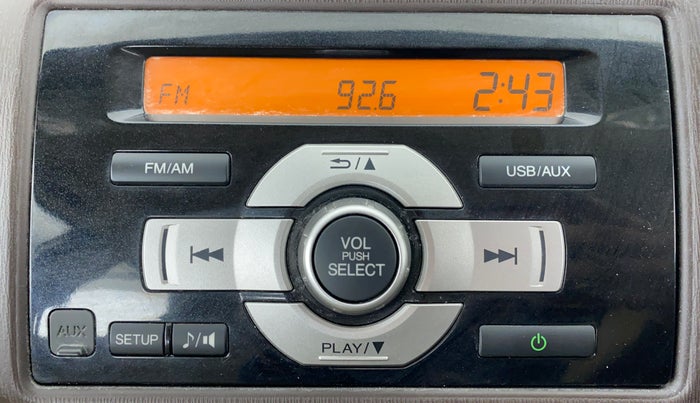 FM 92.6 2:43
FM/AM
USB/AUX
VOL
PUSH
SELECT
AUX
SETUP
PLAY/